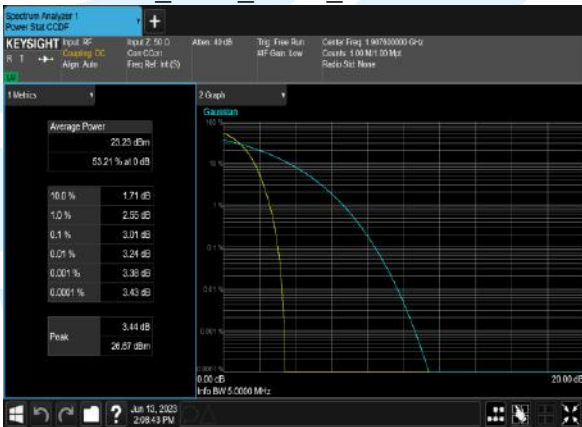 Spectrum Analyzer 1
Power Stat CCDF
+
KEYSIGHT
R T
Input: RF
Coupling: DC
Align: Auto
Input Z: 50 Ω
Corr CCorr
Freq Ref: Int (S)
Atten: 40 dB
Trig: Free Run
#IF Gain: Low
Center Freq: 1.907500000 GHz
Counts: 1.00 M/1.00 Mpt
Radio Std: None
1 Metrics
Average Power
23.23 dBm
53.21 % at 0 dB
10.0 % 1.71 dB
1.0 % 2.55 dB
0.1 % 3.01 dB
0.01 % 3.24 dB
0.001 % 3.38 dB
0.0001 % 3.43 dB
Peak
3.44 dB
26.67 dBm
2 Graph
Gaussian
100 %
10 %
1 %
0.1 %
0.01 %
0.001 %
0.0001 %
0.00 dB
20.00 dB
Info BW 5.0000 MHz
?
Jun 13, 2023
2:08:43 PM